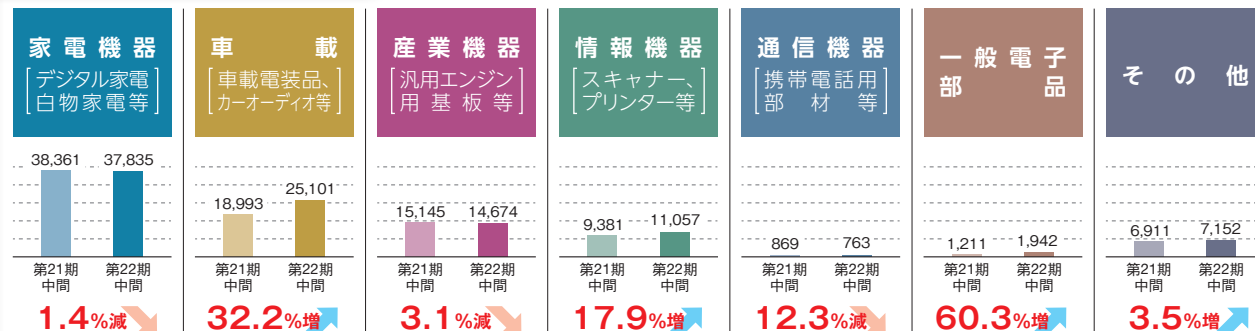 家電機器
デジタル家電
白物家電等
38,361
37,835
第21期
中間
第22期
中間
1.4%減
車載
車載電装品、
カーオーディオ等
18,993
25,101
第21期
中間
第22期
中間
32.2%増
産業機器
汎用エンジン
用基板等
15,145
14,674
第21期
中間
第22期
中間
3.1%減
情報機器
スキャナー、
プリンター等
9,381
11,057
第21期
中間
第22期
中間
17.9%増
通信機器
携帯電話用
部材等
869
763
第21期
中間
第22期
中間
12.3%減
一般電子
部品
1,211
1,942
第21期
中間
第22期
中間
60.3%増
その他
6,911
7,152
第21期
中間
第22期
中間
3.5%増